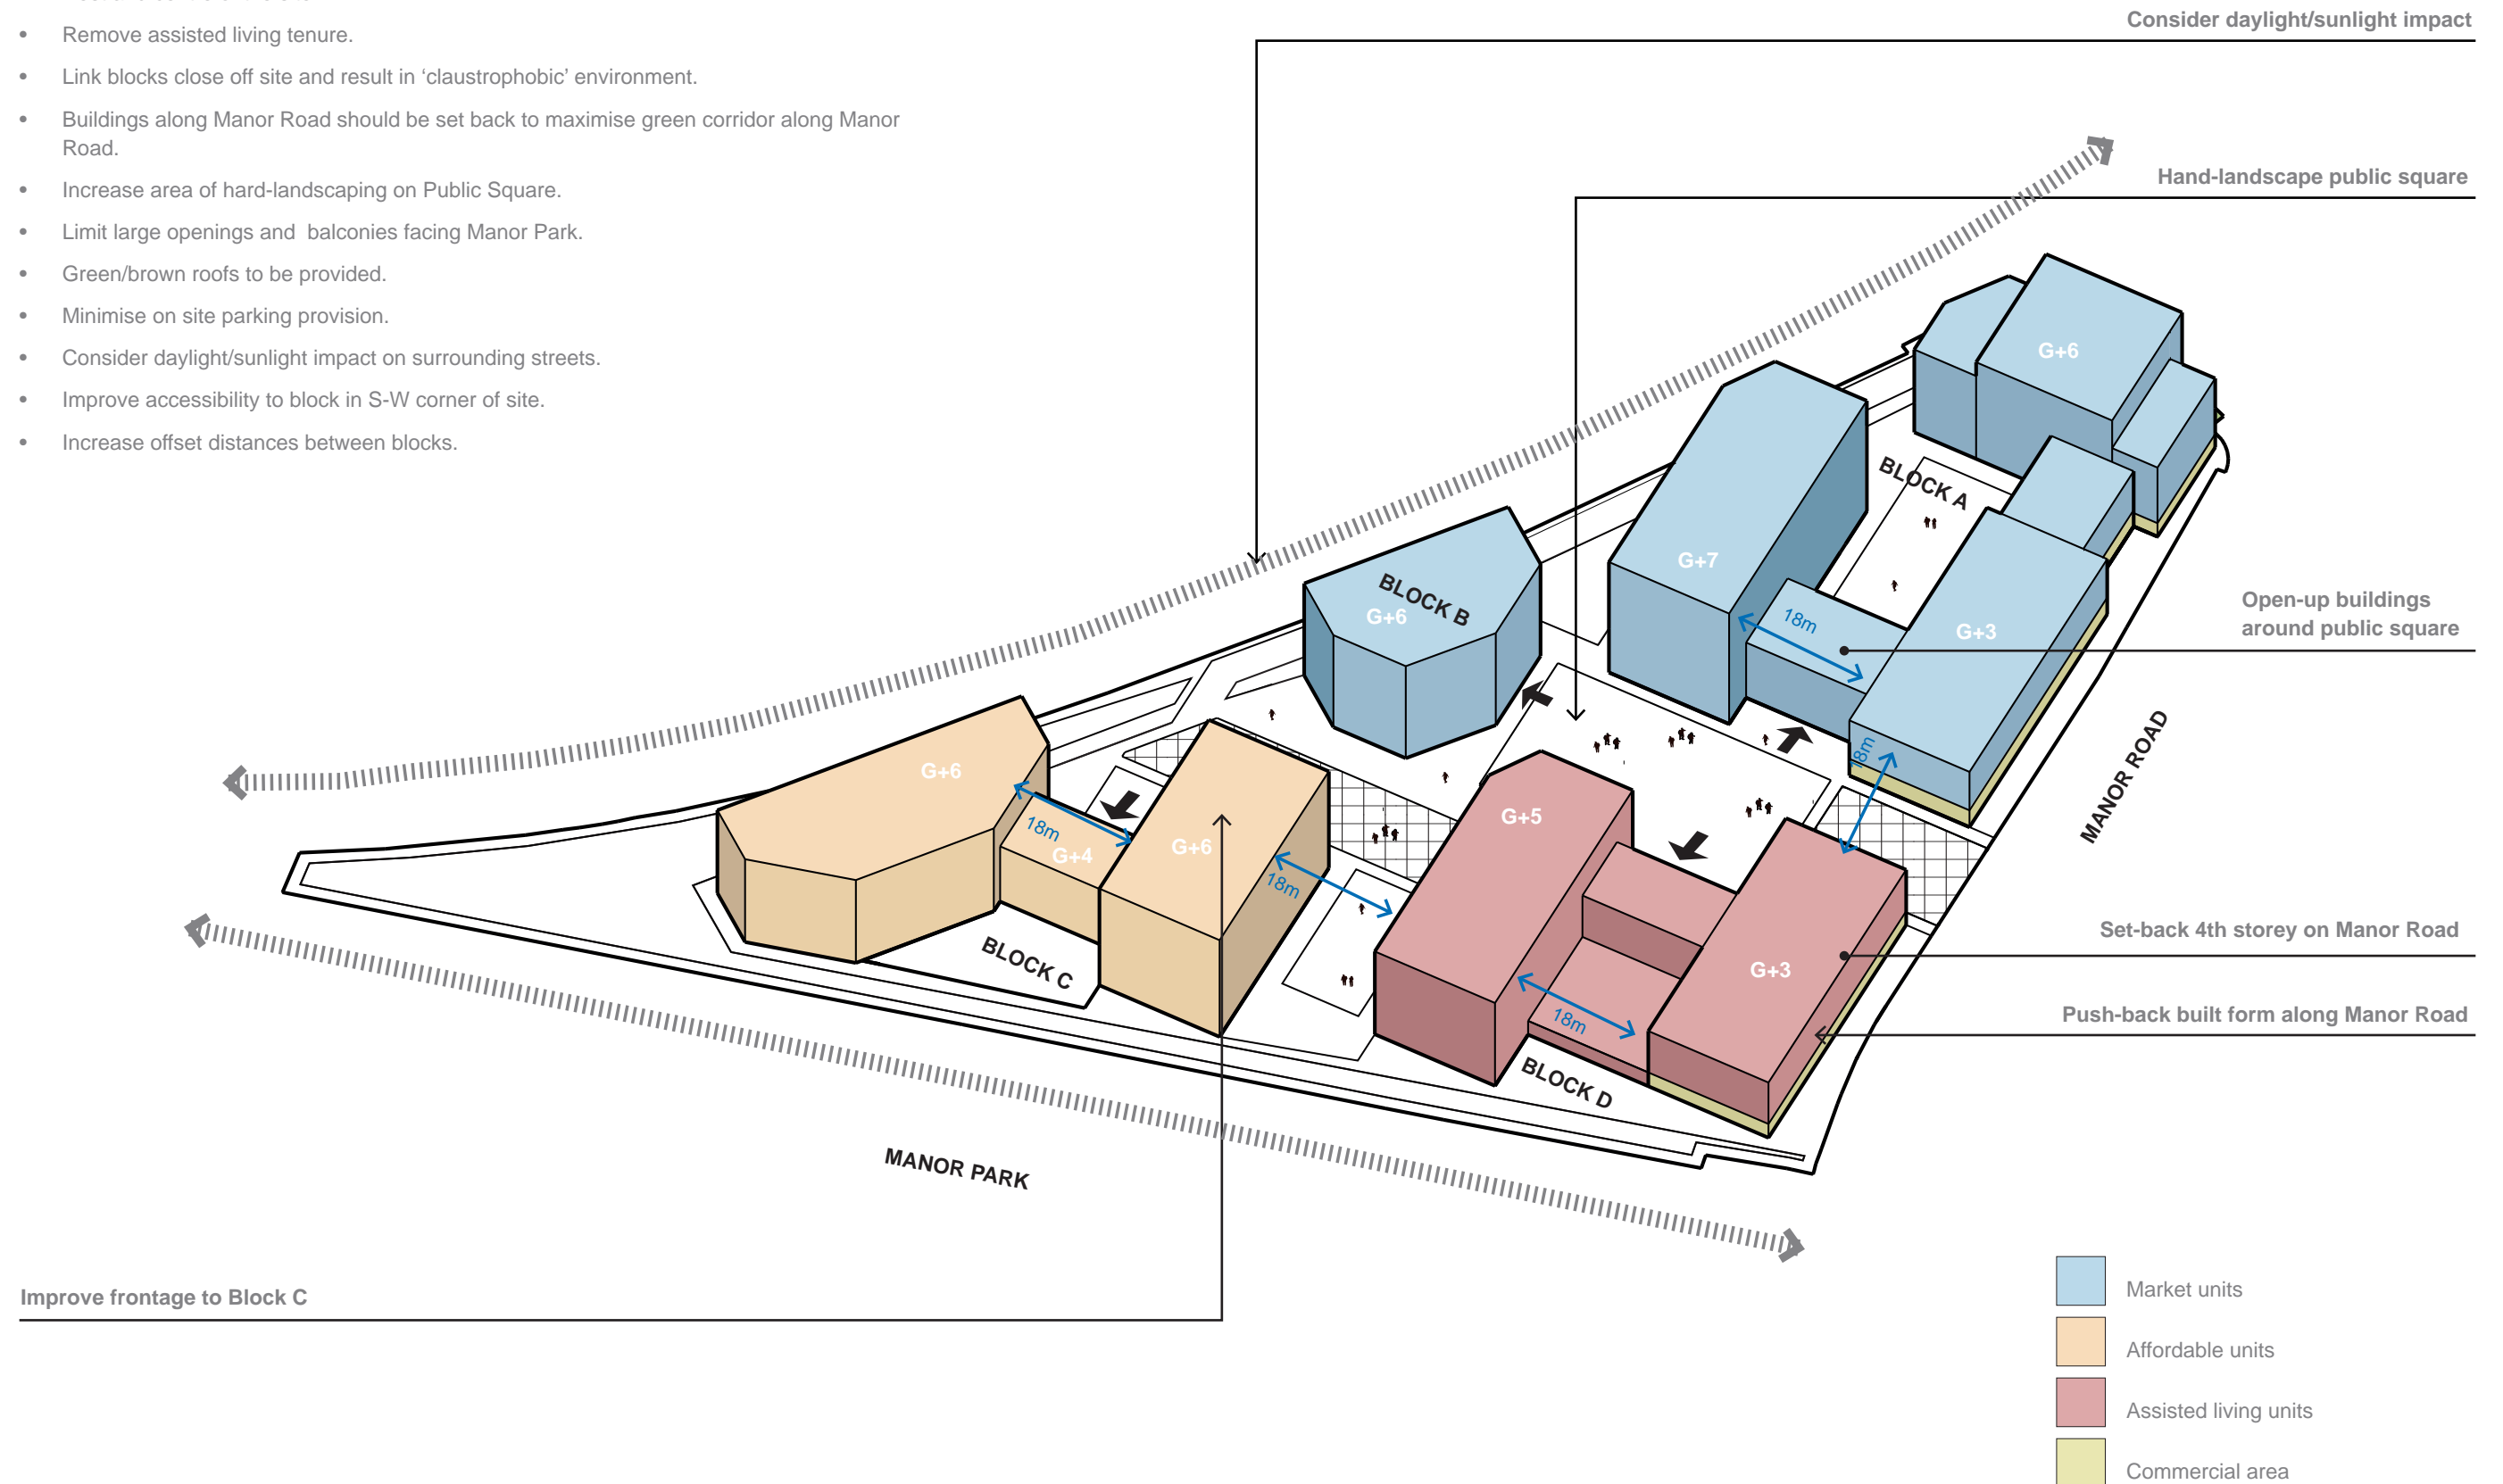 • Remove assisted living tenure.
• Link blocks close off site and result in ‘claustrophobic’ environment.
• Buildings along Manor Road should be set back to maximise green corridor along Manor
Road.
• Increase area of hard-landscaping on Public Square.
• Limit large openings and  balconies facing Manor Park.
• Green/brown roofs to be provided.
• Minimise on site parking provision.
• Consider daylight/sunlight impact on surrounding streets.
• Improve accessibility to block in S-W corner of site.
• Increase offset distances between blocks.
Consider daylight/sunlight impact
Hand-landscape public square
G+6
BLOCK A
G+7
BLOCK B
G+6
18m
G+3
Open-up buildings
around public square
MANOR ROAD
18m
G+6
18m
G+4
G+6
G+5
18m
BLOCK C
Set-back 4th storey on Manor Road
G+3
18m
Push-back built form along Manor Road
BLOCK D
MANOR PARK
Improve frontage to Block C
Market units
Affordable units
Assisted living units
Commercial area